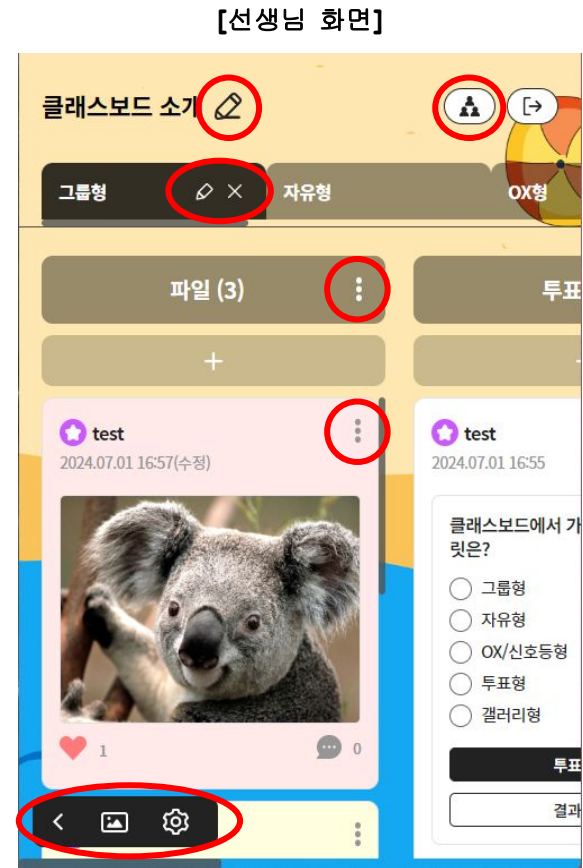 [선생님 화면]
클래스보드 소개
그룹형
자유형
OX형
파일 (3)
투표
+
test
2024.07.01 16:57(수정)
1
0
test
2024.07.01 16:55
클래스보드에서 가
릿은?
그룹형
자유형
OX/신호등형
투표형
갤러리형
투표
결과